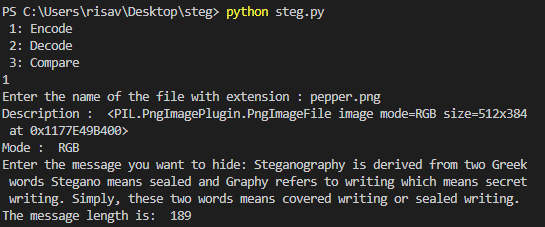 PS C:\Users\risav\Desktop\steg> python steg.py
1: Encode
2: Decode
3: Compare
1
Enter the name of the file with extension : pepper.png
Description :  <PIL.PngImagePlugin.PngImageFile image mode=RGB size=512x384
at 0x1177E49B400>
Mode :  RGB
Enter the message you want to hide: Steganography is derived from two Greek
words Stegano means sealed and Graphy refers to writing which means secret
writing. Simply, these two words means covered writing or sealed writing.
The message length is:  189